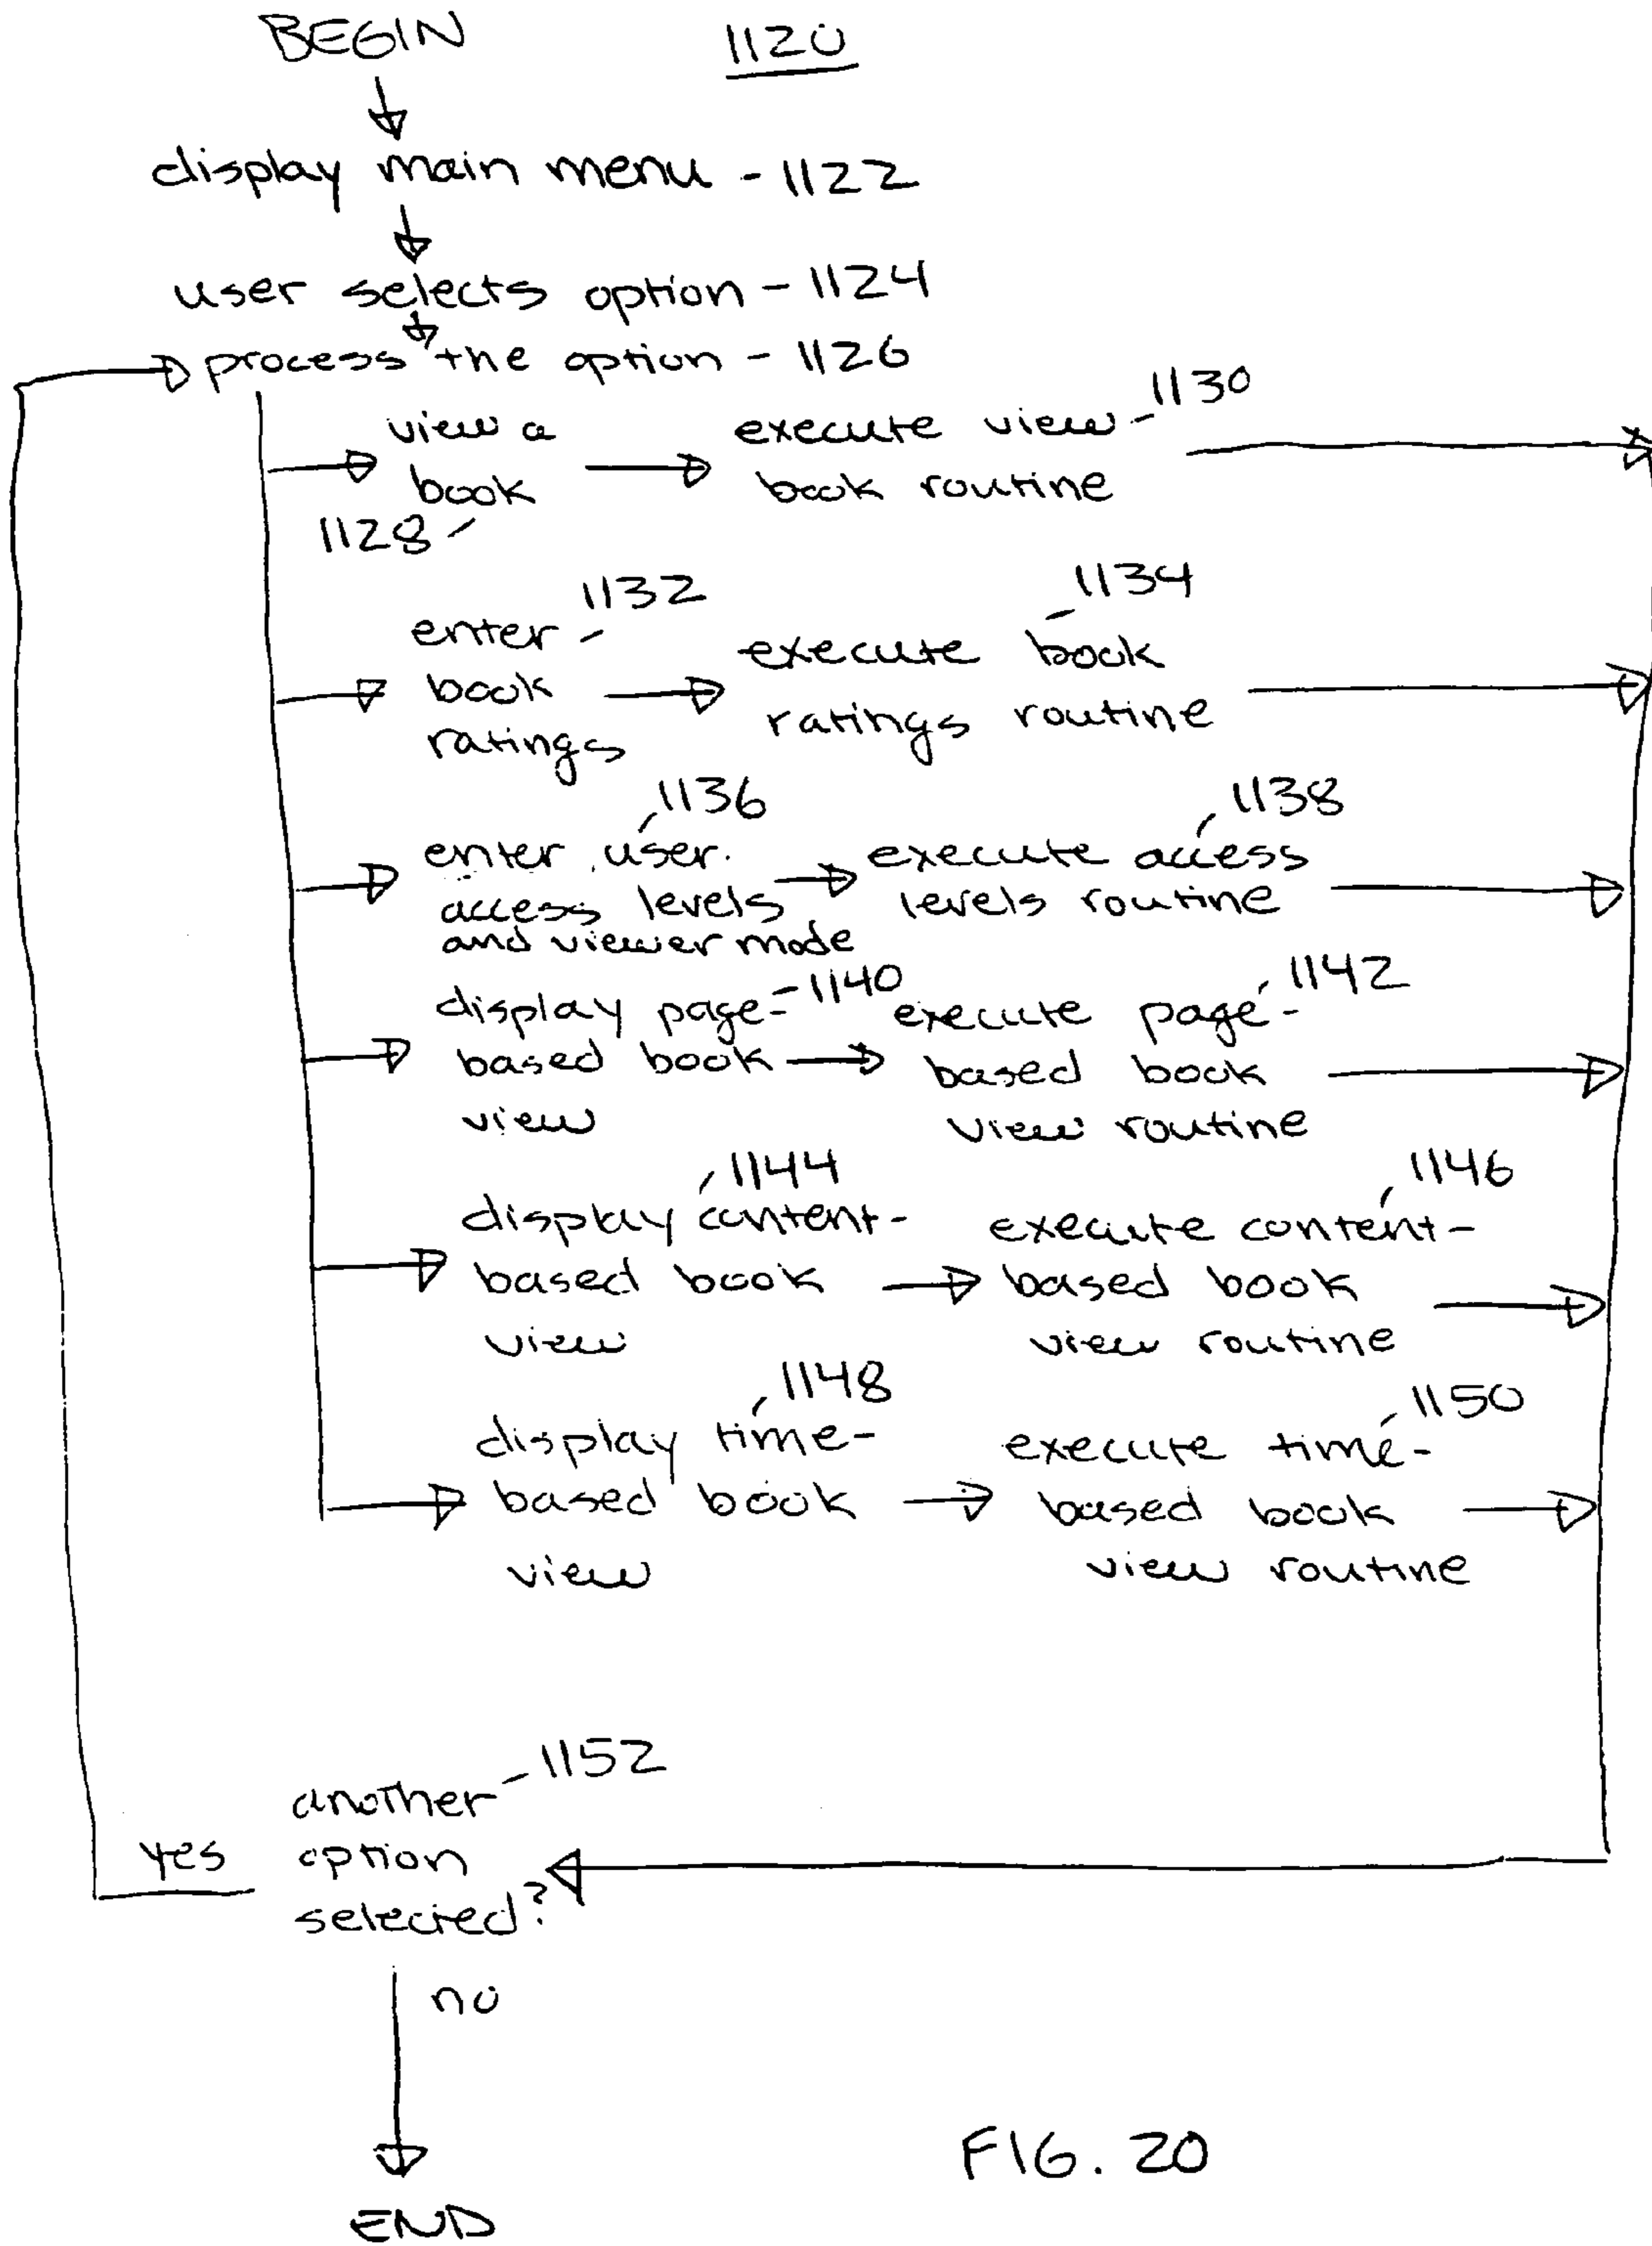 BEGIN 1120
display main menu - 1122
user selects option - 1124
process the option - 1126
view a
book
1128
execute view - 1130
book routine
enter - 1132
book
ratings
1134
execute book
ratings routine
1136
enter user
access levels
and viewer mode
1138
execute access
levels routine
display page- - 1140
based book
view
1142
execute page-
based book
view routine
1144
display content-
based book
view
1146
execute content-
based book
view routine
1148
display time-
based book
view
1150
execute time-
based book
view routine
another - 1152
option
selected?
yes
no
END
FIG. 20